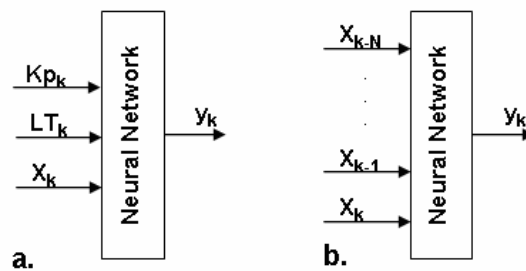 Kp_k
LT_k
X_k
Neural Network
y_k
a.
X_k-N
X_k-1
X_k
Neural Network
y_k
b.